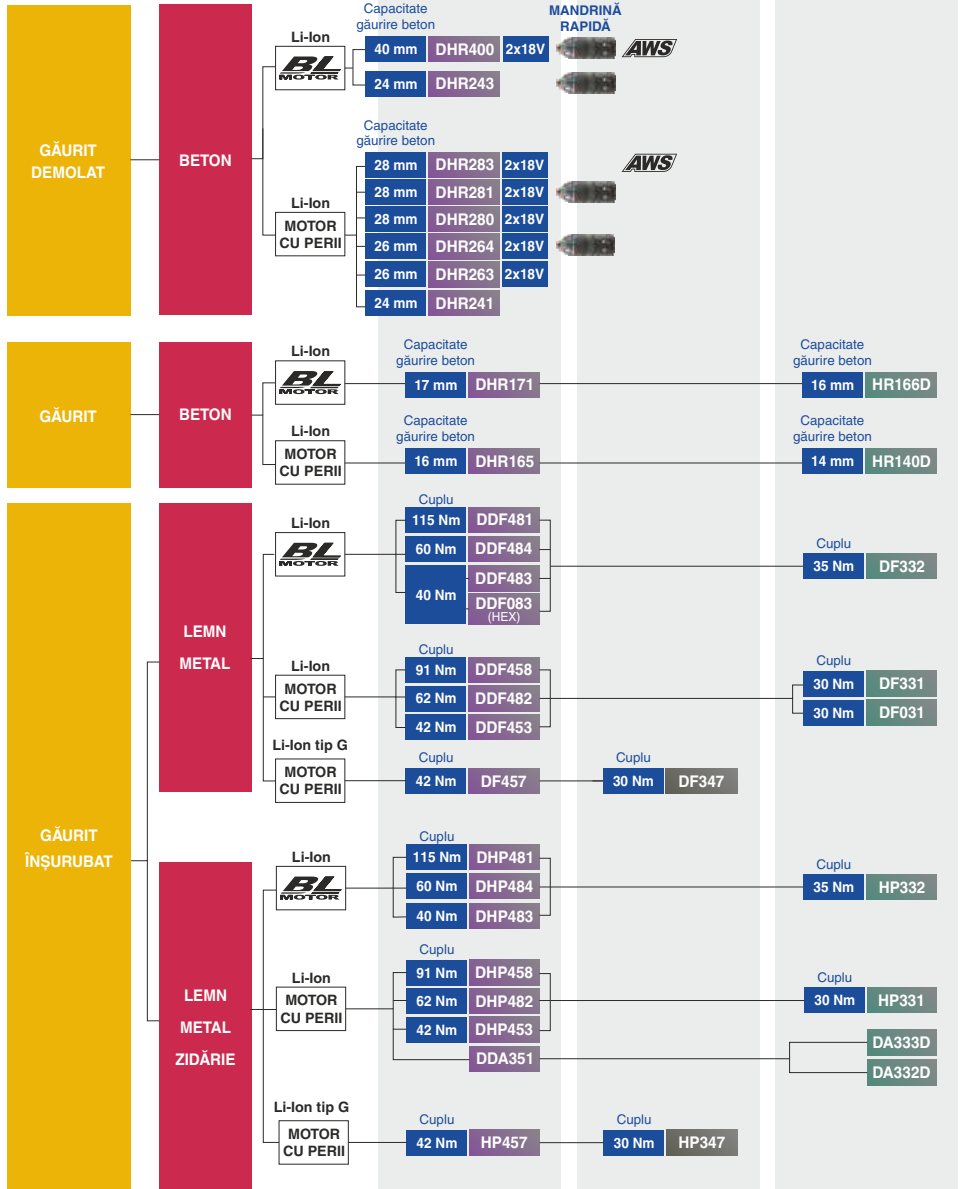 Capacitate
găurire beton
MANDRINĂ
RAPIDĂ
Li-Ion
BL
MOTOR
40 mm DHR400 2x18V
AWS
24 mm DHR243
GĂURIT
DEMOLAT
BETON
Capacitate
găurire beton
28 mm DHR283 2x18V
AWS
28 mm DHR281 2x18V
Li-Ion
MOTOR
CU PERII
28 mm DHR280 2x18V
26 mm DHR264 2x18V
26 mm DHR263 2x18V
24 mm DHR241
GĂURIT
BETON
Li-Ion
BL
MOTOR
Capacitate
găurire beton
17 mm DHR171
Capacitate
găurire beton
16 mm HR166D
Li-Ion
MOTOR
CU PERII
Capacitate
găurire beton
16 mm DHR165
Capacitate
găurire beton
14 mm HR140D
GĂURIT
ÎNȘURUBAT
LEMN
METAL
Li-Ion
BL
MOTOR
Cuplu
115 Nm DDF481
60 Nm DDF484
40 Nm
DDF483
DDF083
(HEX)
Cuplu
35 Nm DF332
Li-Ion
MOTOR
CU PERII
Cuplu
91 Nm DDF458
62 Nm DDF482
42 Nm DDF453
Cuplu
30 Nm DF331
30 Nm DF031
Li-Ion tip G
MOTOR
CU PERII
Cuplu
42 Nm DF457
Cuplu
30 Nm DF347
LEMN
METAL
ZIDĂRIE
Li-Ion
BL
MOTOR
Cuplu
115 Nm DHP481
60 Nm DHP484
40 Nm DHP483
Cuplu
35 Nm HP332
Li-Ion
MOTOR
CU PERII
Cuplu
91 Nm DHP458
62 Nm DHP482
42 Nm DHP453
DDA351
Cuplu
30 Nm HP331
DA333D
DA332D
Li-Ion tip G
MOTOR
CU PERII
Cuplu
42 Nm HP457
Cuplu
30 Nm HP347